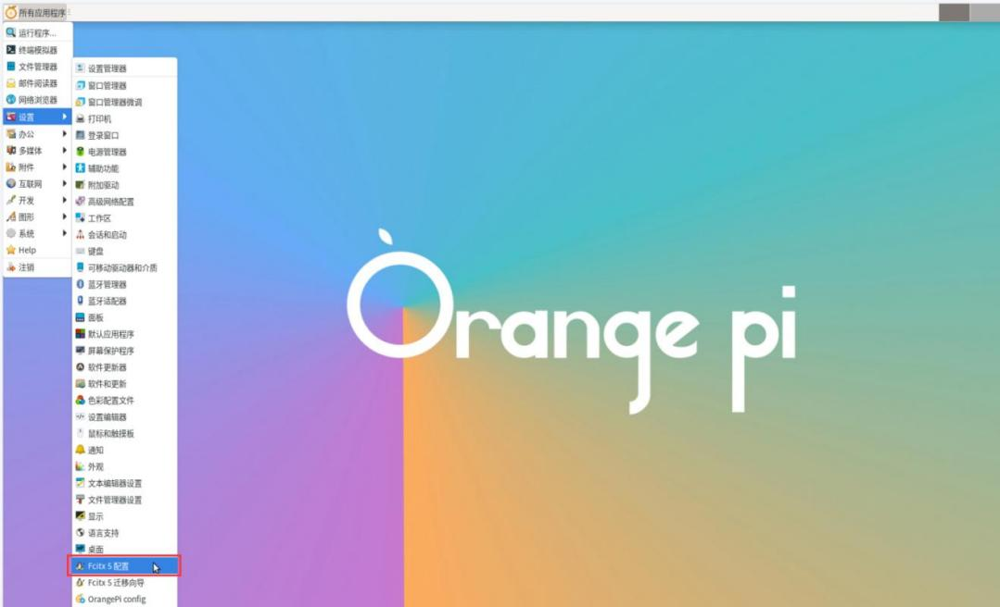 所有应用程序
运行程序...
终端模拟器
文件管理器
邮件阅读器
网络浏览器
设置
办公
多媒体
附件
互联网
开发
图形
系统
Help
注销
设置管理器
窗口管理器
窗口管理器微调
打印机
登录窗口
电源管理器
辅助功能
附加驱动
高级网络配置
工作区
会话和启动
键盘
可移动驱动器和介质
蓝牙管理器
蓝牙适配器
面板
默认应用程序
屏幕保护程序
软件更新器
软件和更新
色彩配置文件
设置编辑器
鼠标和触摸板
通知
外观
文本编辑器设置
文件管理器设置
显示
语言支持
桌面
Fcitx 5 配置
Fcitx 5 迁移向导
OrangePi config
Orange pi